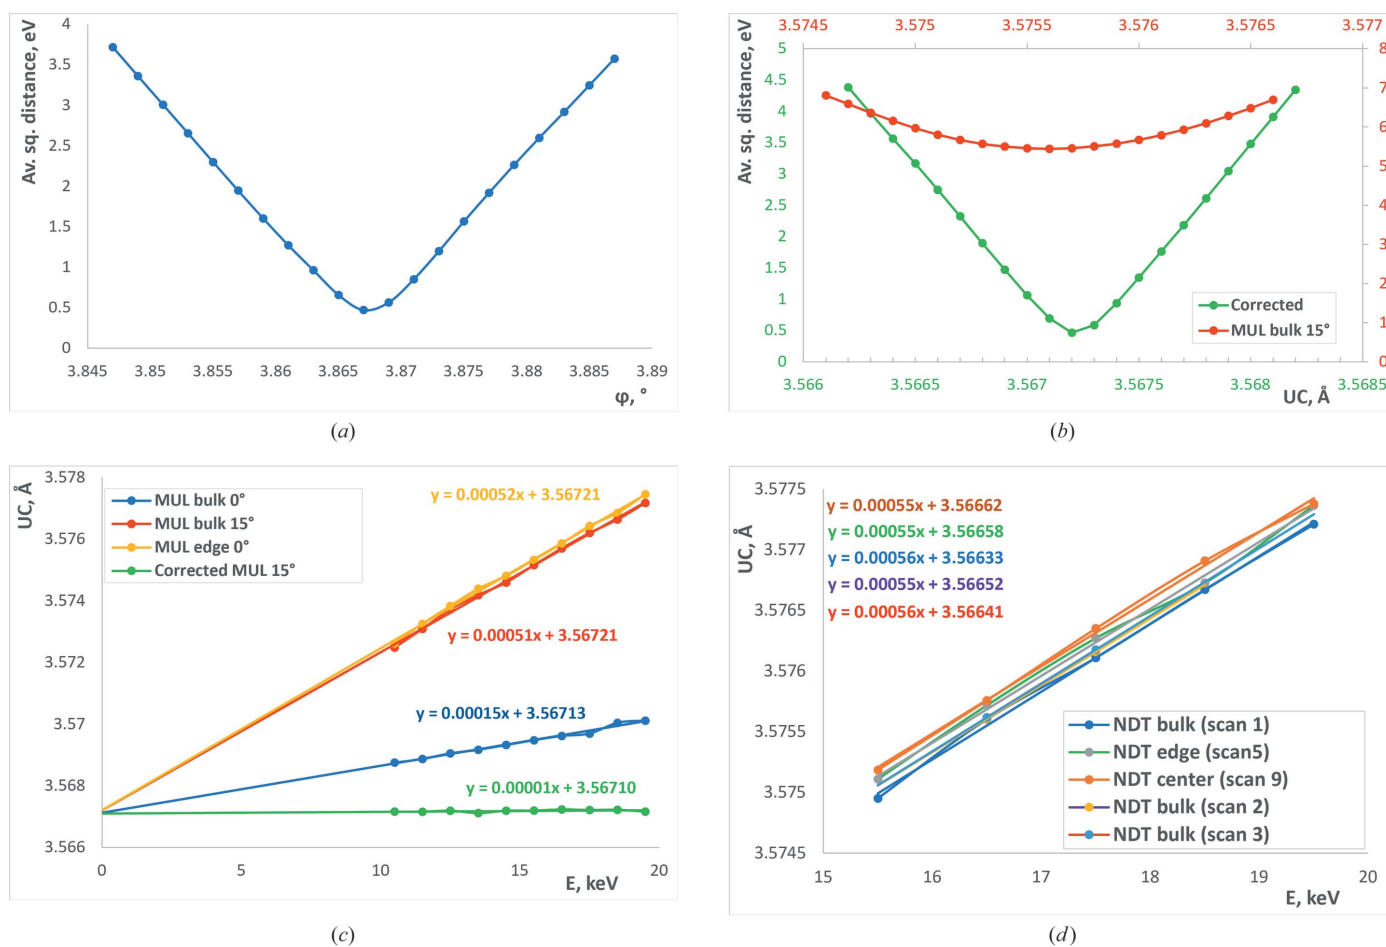 4
3.5
3
2.5
2
1.5
1
0.5
0
Av. sq. distance, eV
3.845 3.85 3.855 3.86 3.865 3.87 3.875 3.88 3.885 3.89
φ, °
(a)
3.5745 3.575 3.5755 3.576 3.5765 3.577
5
4.5
4
3.5
3
2.5
2
1.5
1
0.5
0
Av. sq. distance, eV
8
7
6
5
4
3
2
1
0
Corrected
MUL bulk 15°
3.566 3.5665 3.567 3.5675 3.568 3.5685
UC, Å
(b)
3.578
3.576
3.574
3.572
3.57
3.568
3.566
UC, Å
MUL bulk 0°
MUL bulk 15°
MUL edge 0°
Corrected MUL 15°
y = 0.00052x + 3.56721
y = 0.00051x + 3.56721
y = 0.00015x + 3.56713
y = 0.00001x + 3.56710
0 5 10 15 20
E, keV
(c)
3.5775
3.577
3.5765
3.576
3.5755
3.575
3.5745
UC, Å
y = 0.00055x + 3.56662
y = 0.00055x + 3.56658
y = 0.00056x + 3.56633
y = 0.00055x + 3.56652
y = 0.00056x + 3.56641
NDT bulk (scan 1)
NDT edge (scan5)
NDT center (scan 9)
NDT bulk (scan 2)
NDT bulk (scan 3)
15 16 17 18 19 20
E, keV
(d)